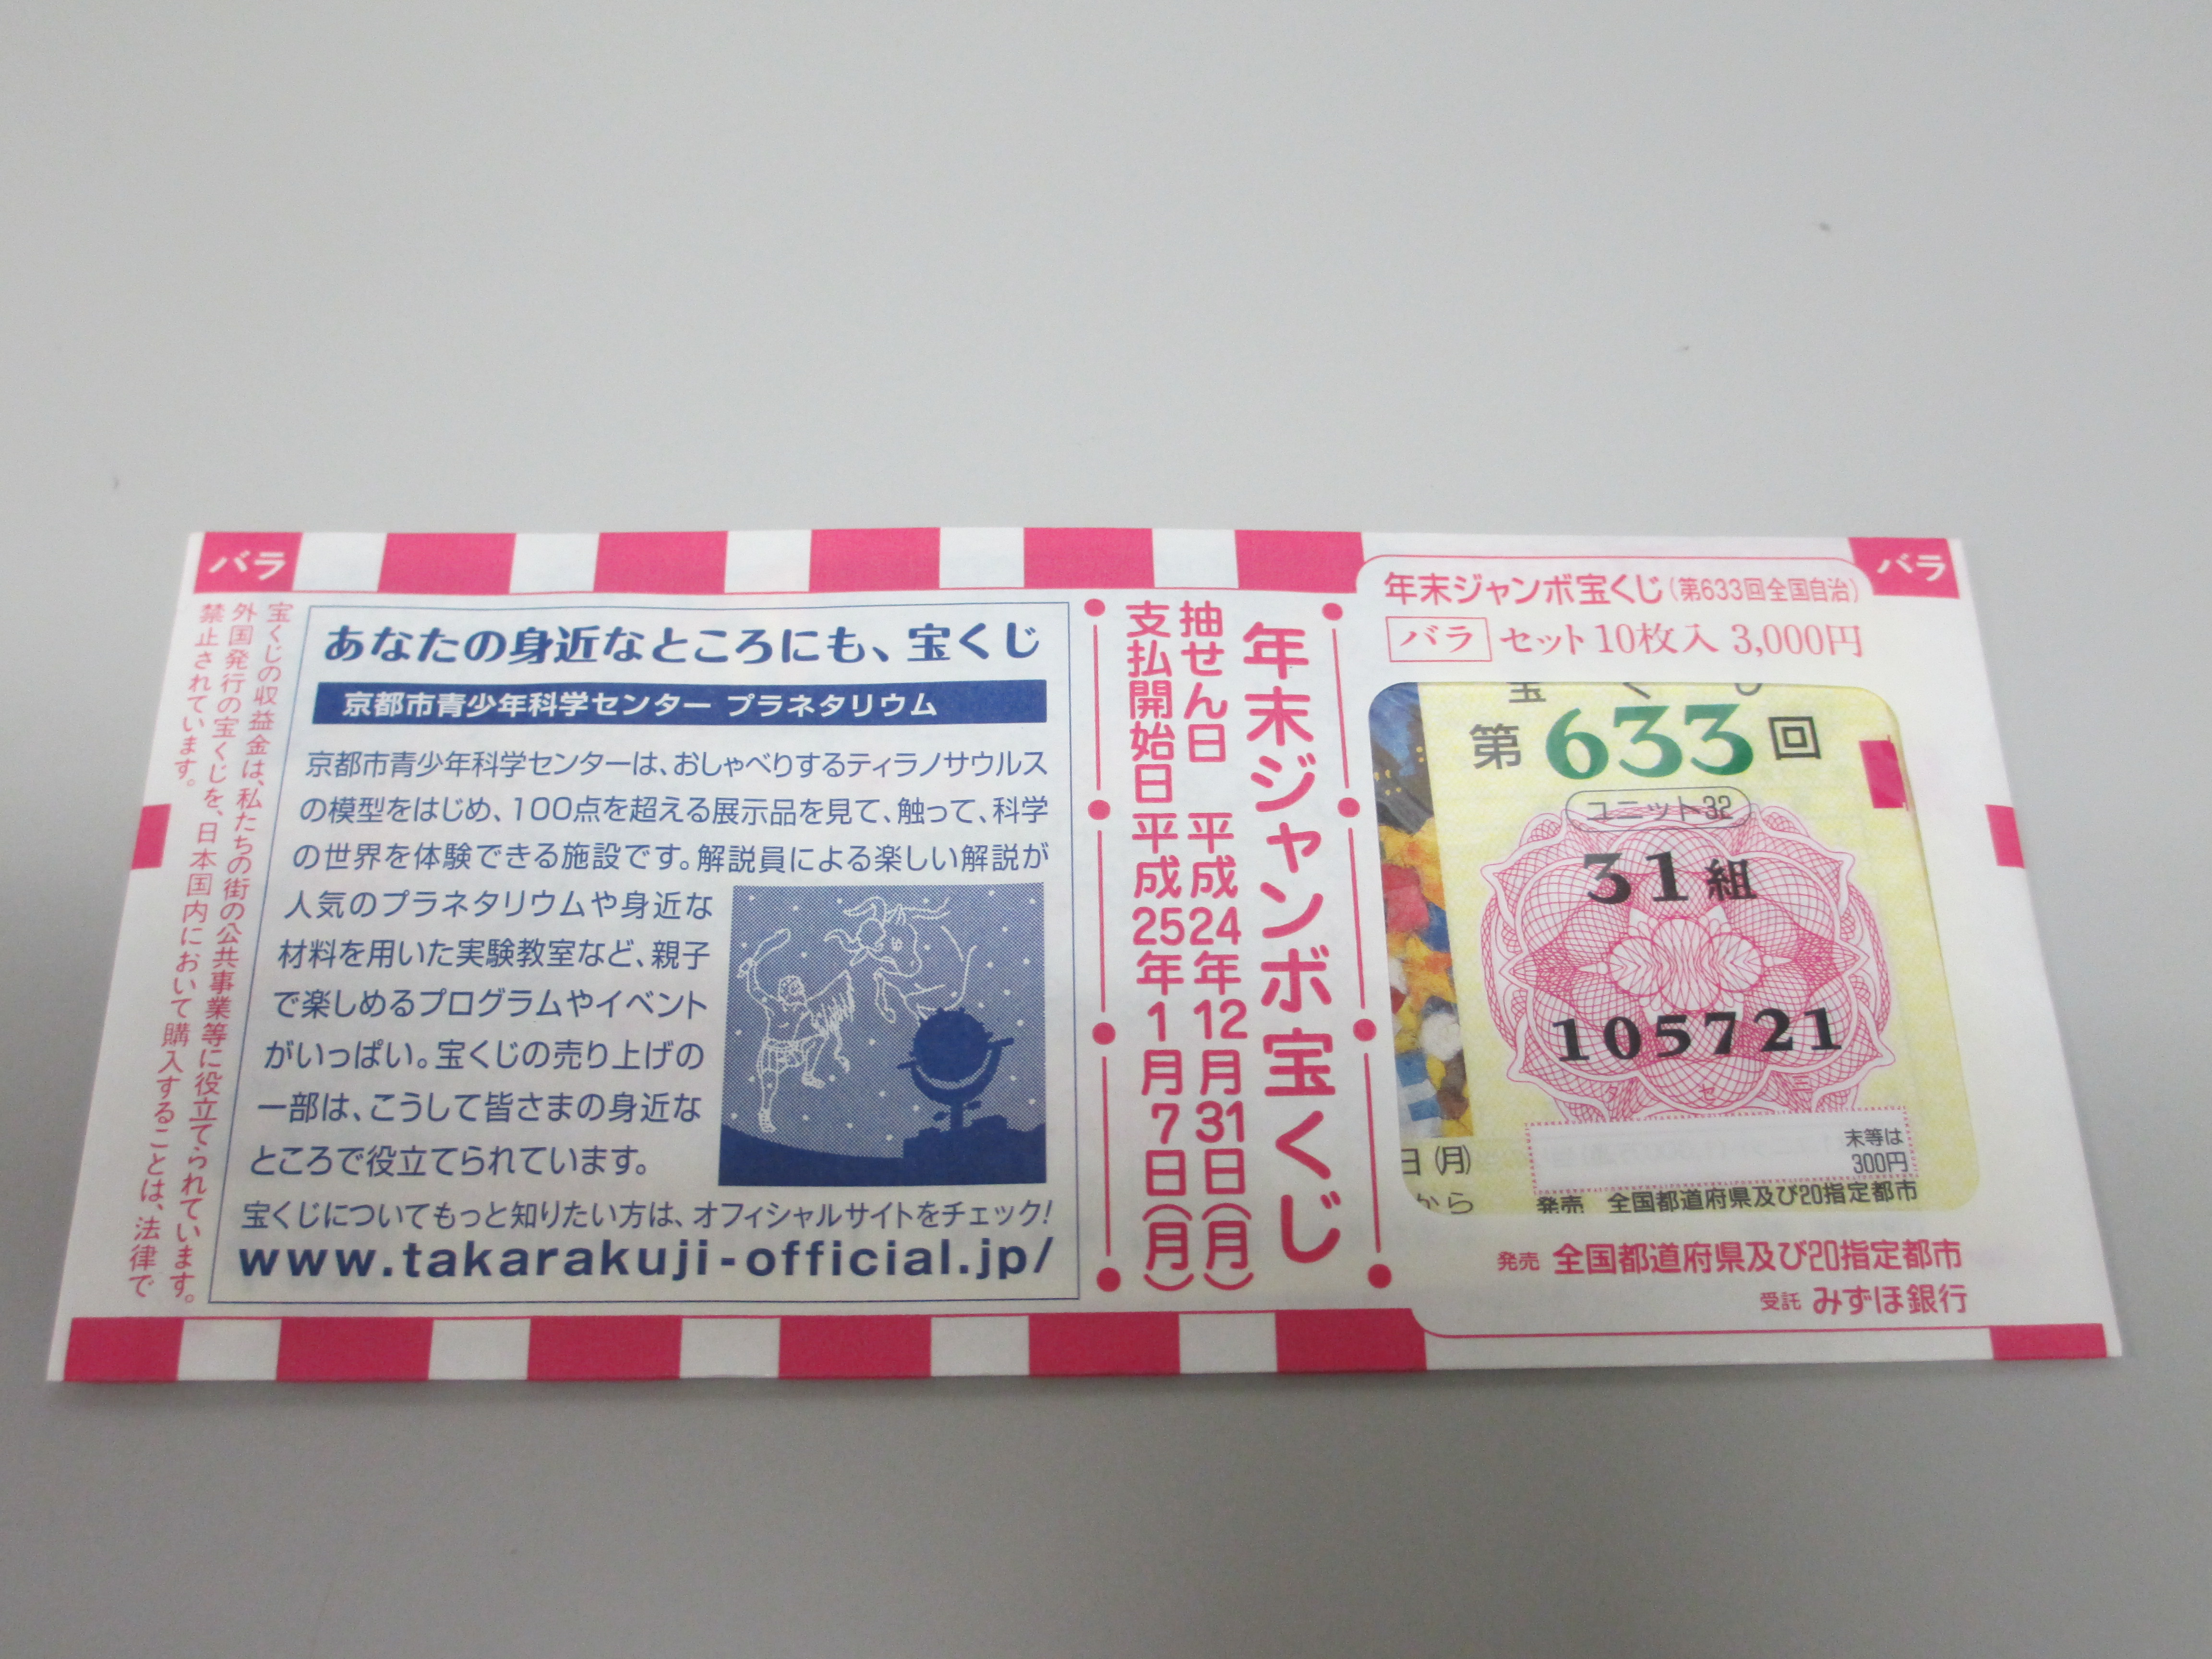 バラ
宝くじの収益金は、私たちの街の公共事業等に役立てられています。
外国発行の宝くじを、日本国内において購入することは、法律で
禁止されています。
あなたの身近なところにも、宝くじ
京都市青少年科学センター プラネタリウム
京都市青少年科学センターは、おしゃべりするティラノサウルス
の模型をはじめ、100点を超える展示品を見て、触って、科学
の世界を体験できる施設です。解説員による楽しい解説が
人気のプラネタリウムや身近な
材料を用いた実験教室など、親子
で楽しめるプログラムやイベント
がいっぱい。宝くじの売り上げの
一部は、こうして皆さまの身近な
ところで役立てられています。
宝くじについてもっと知りたい方は、オフィシャルサイトをチェック!
www.takarakuji-official.jp/
年末ジャンボ宝くじ
抽せん日 平成24年12月31日(月)
支払開始日 平成25年1月7日(月)
バラ
年末ジャンボ宝くじ(第633回全国自治)
バラ セット10枚入 3,000円
宝くじ
第633回
ユニット32
31組
105721
末等は
300円
日(月)
から
発売 全国都道府県及び20指定都市
発売 全国都道府県及び20指定都市
受託 みずほ銀行